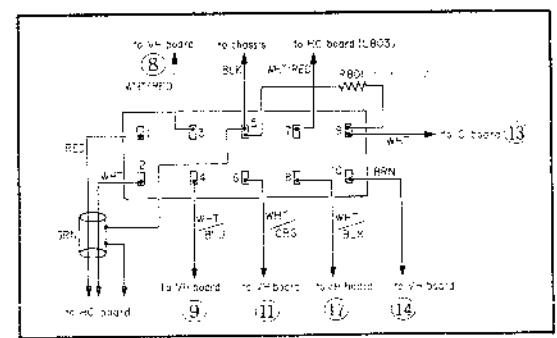 to VH board
to chassis
to HC board (L803)
8
WHT/RED
BLK
WHT/RED
R801
1
3
5
7
9
to C board 13
RED
WHT
2
WHT
4
6
8
10
BRN
GRN
WHT
BLU
WHT
ORG
WHT
BLK
to HC board
to VH board
to VH board
to VH board
to VH board
9
11
17
14